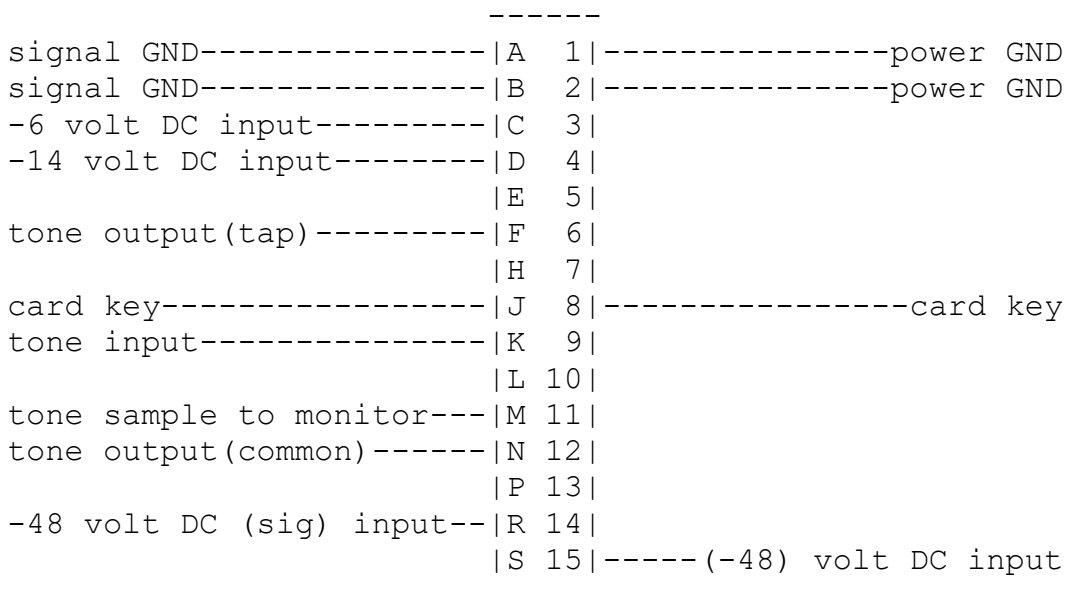 ------
signal GND---------------|A  1|---------------power GND
signal GND---------------|B  2|---------------power GND
-6 volt DC input---------|C  3|
-14 volt DC input--------|D  4|
|E  5|
tone output(tap)---------|F  6|
|H  7|
card key-----------------|J  8|----------------card key
tone input---------------|K  9|
|L 10|
tone sample to monitor---|M 11|
tone output(common)------|N 12|
|P 13|
-48 volt DC (sig) input--|R 14|
|S 15|-----(-48) volt DC input